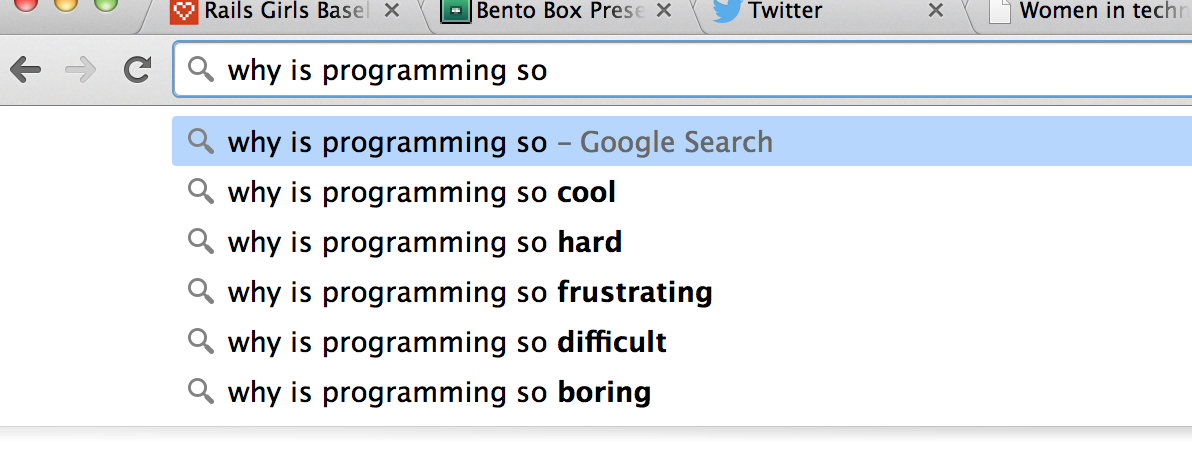 Rails Girls Basel Bento Box Prese Twitter Women in techn
why is programming so
why is programming so – Google Search
why is programming so cool
why is programming so hard
why is programming so frustrating
why is programming so difficult
why is programming so boring